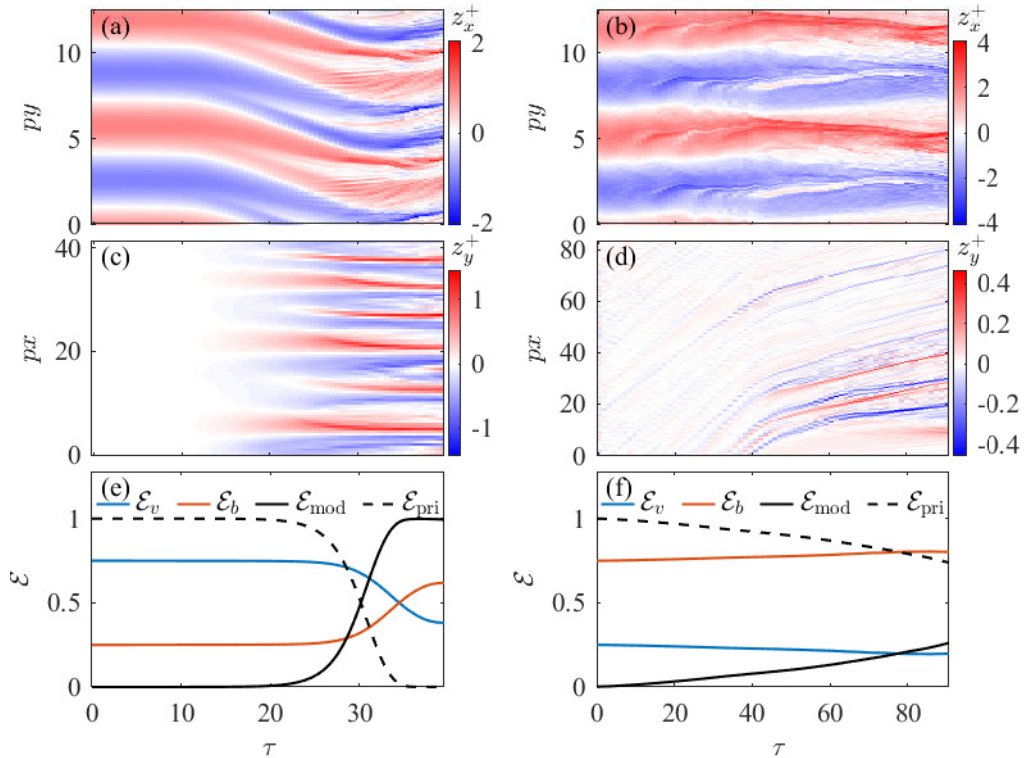 (a) z_x^+ (b) z_x^+
10 2 10 4
py 5 0 py 5 2 0 -2
0 -2 0 -4
(c) z_y^+ (d) z_y^+
40 1 80 0.4
60 0.2
px 20 0 px 40 0
20 -0.2
0 -1 0 -0.4
(e) ℰ_v ℰ_b ℰ_mod ℰ_pri (f) ℰ_v ℰ_b ℰ_mod ℰ_pri
1 1
ℰ 0.5 ℰ 0.5
0 0
0 10 20 30 0 20 40 60 80
τ τ